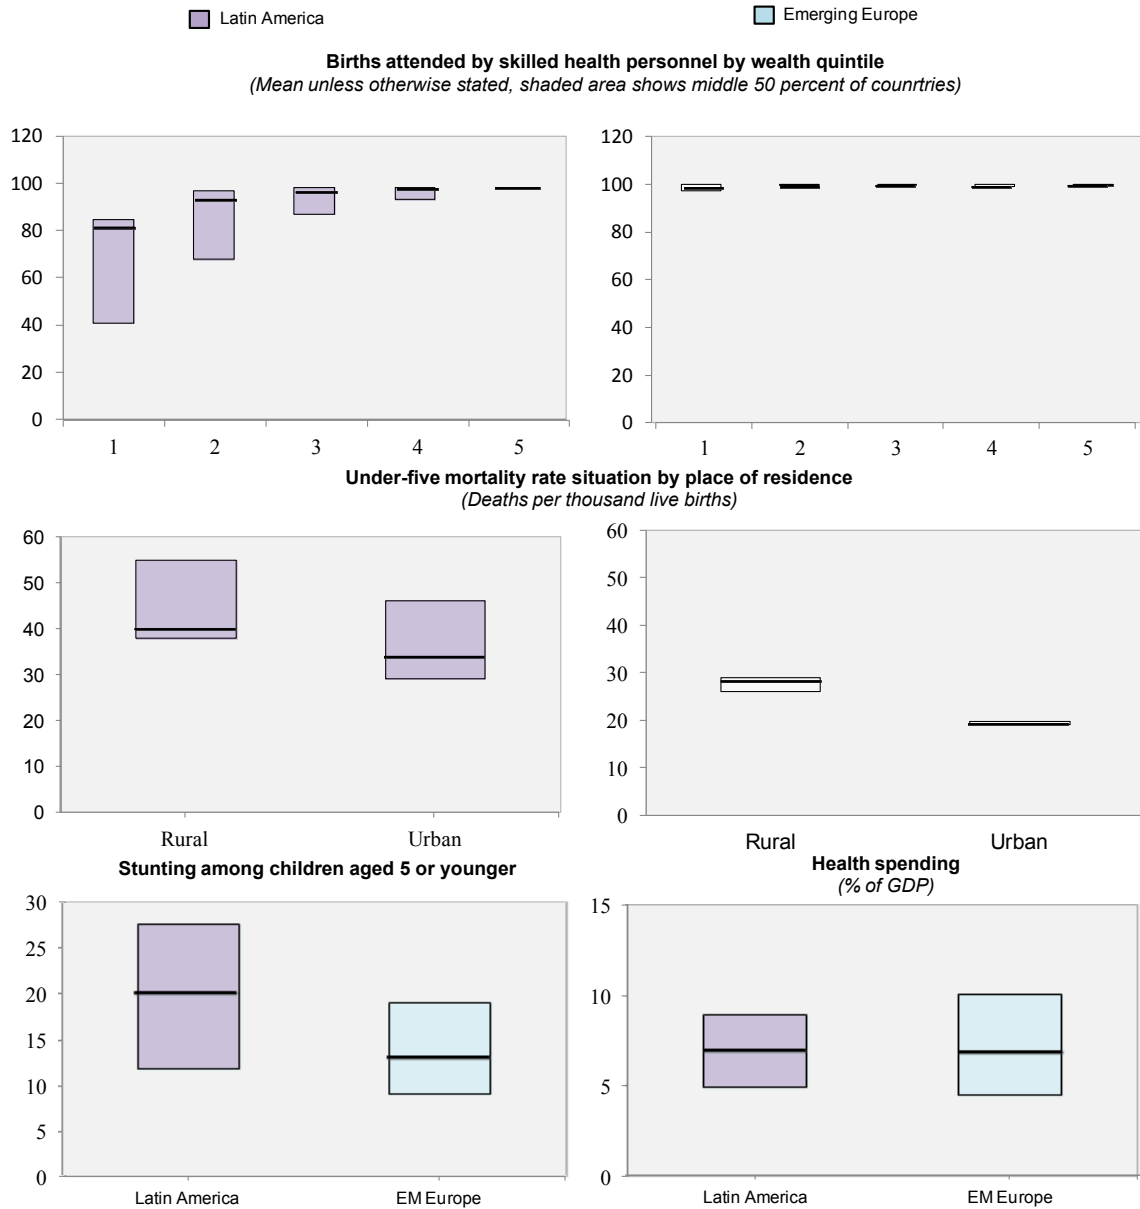 Latin America
Emerging Europe
Births attended by skilled health personnel by wealth quintile
(Mean unless otherwise stated, shaded area shows middle 50 percent of counrtries)
120
100
80
60
40
20
0
1 2 3 4 5
120
100
80
60
40
20
0
1 2 3 4 5
Under-five mortality rate situation by place of residence
(Deaths per thousand live births)
60
50
40
30
20
10
0
Rural Urban
60
50
40
30
20
10
0
Rural Urban
Stunting among children aged 5 or younger
30
25
20
15
10
5
0
Latin America EM Europe
Health spending
(% of GDP)
15
10
5
0
Latin America EM Europe